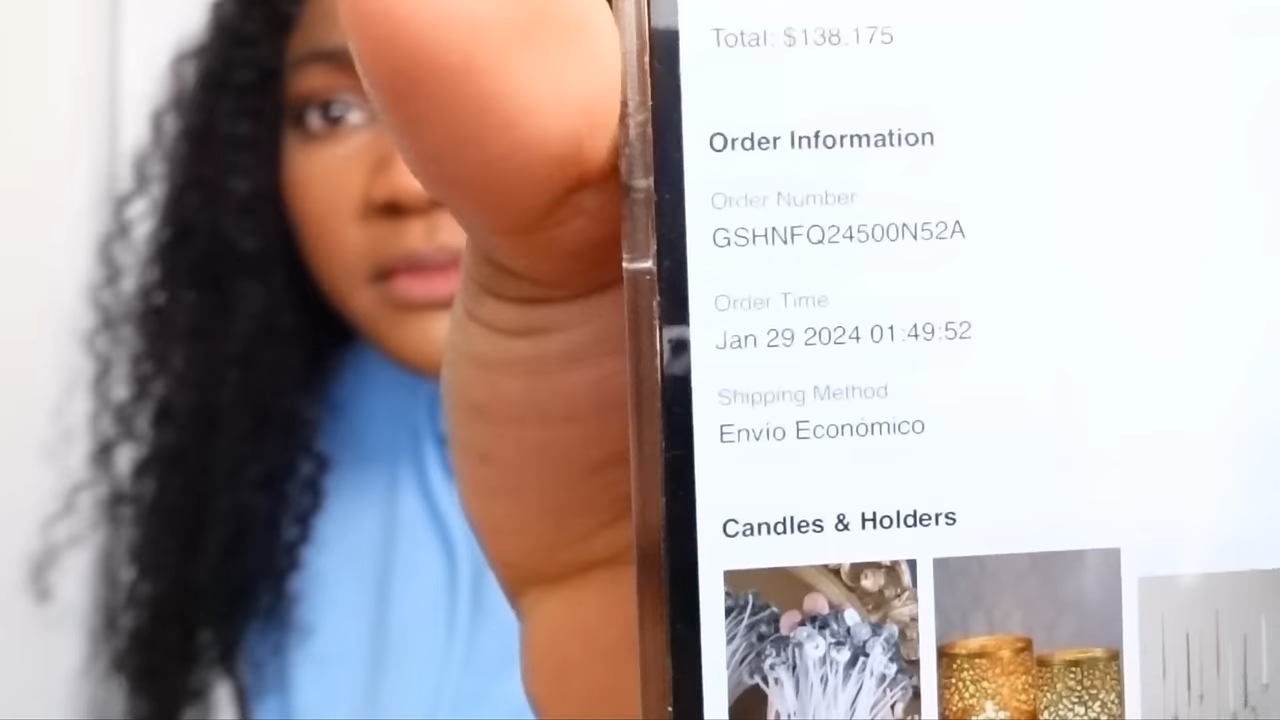 Total: $138.175
Order Information
Order Number
GSHNFQ24500N52A
Order Time
Jan 29 2024 01:49:52
Shipping Method
Envío Económico
Candles & Holders